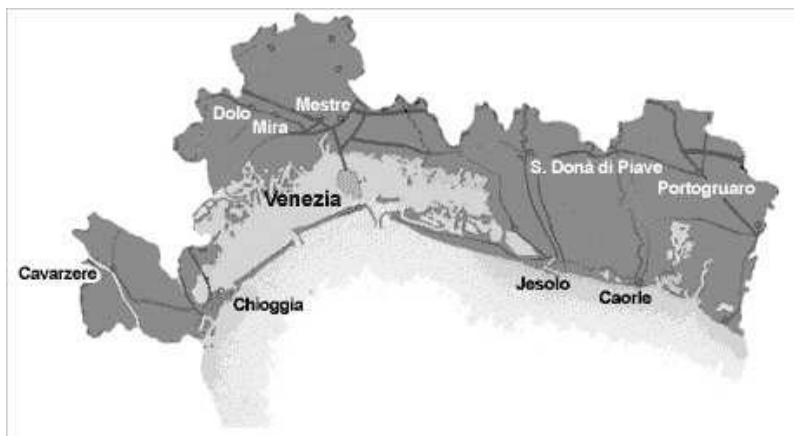 Mestre
Dolo
Mira
S. Donà di Piave
Portogruaro
Venezia
Cavarzere
Jesolo
Caorle
Chioggia